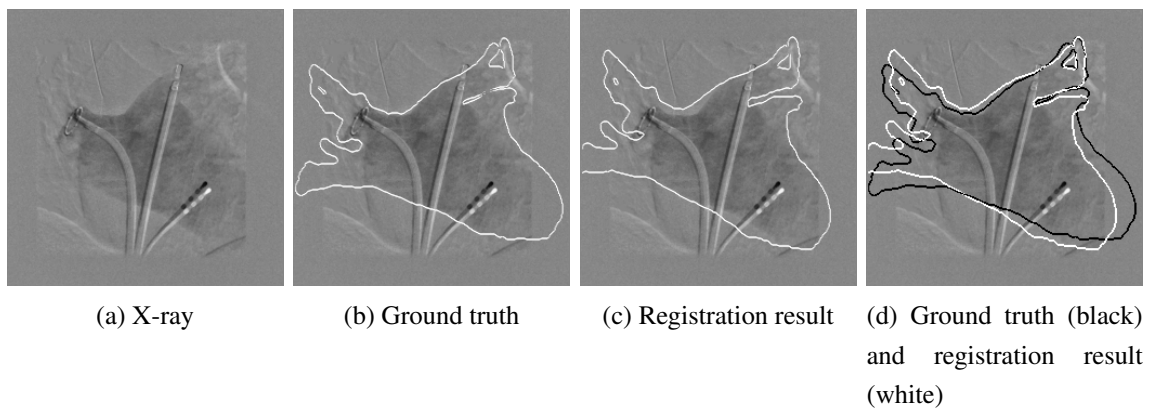 (a) X-ray
(b) Ground truth
(c) Registration result
(d) Ground truth (black)
and registration result
(white)